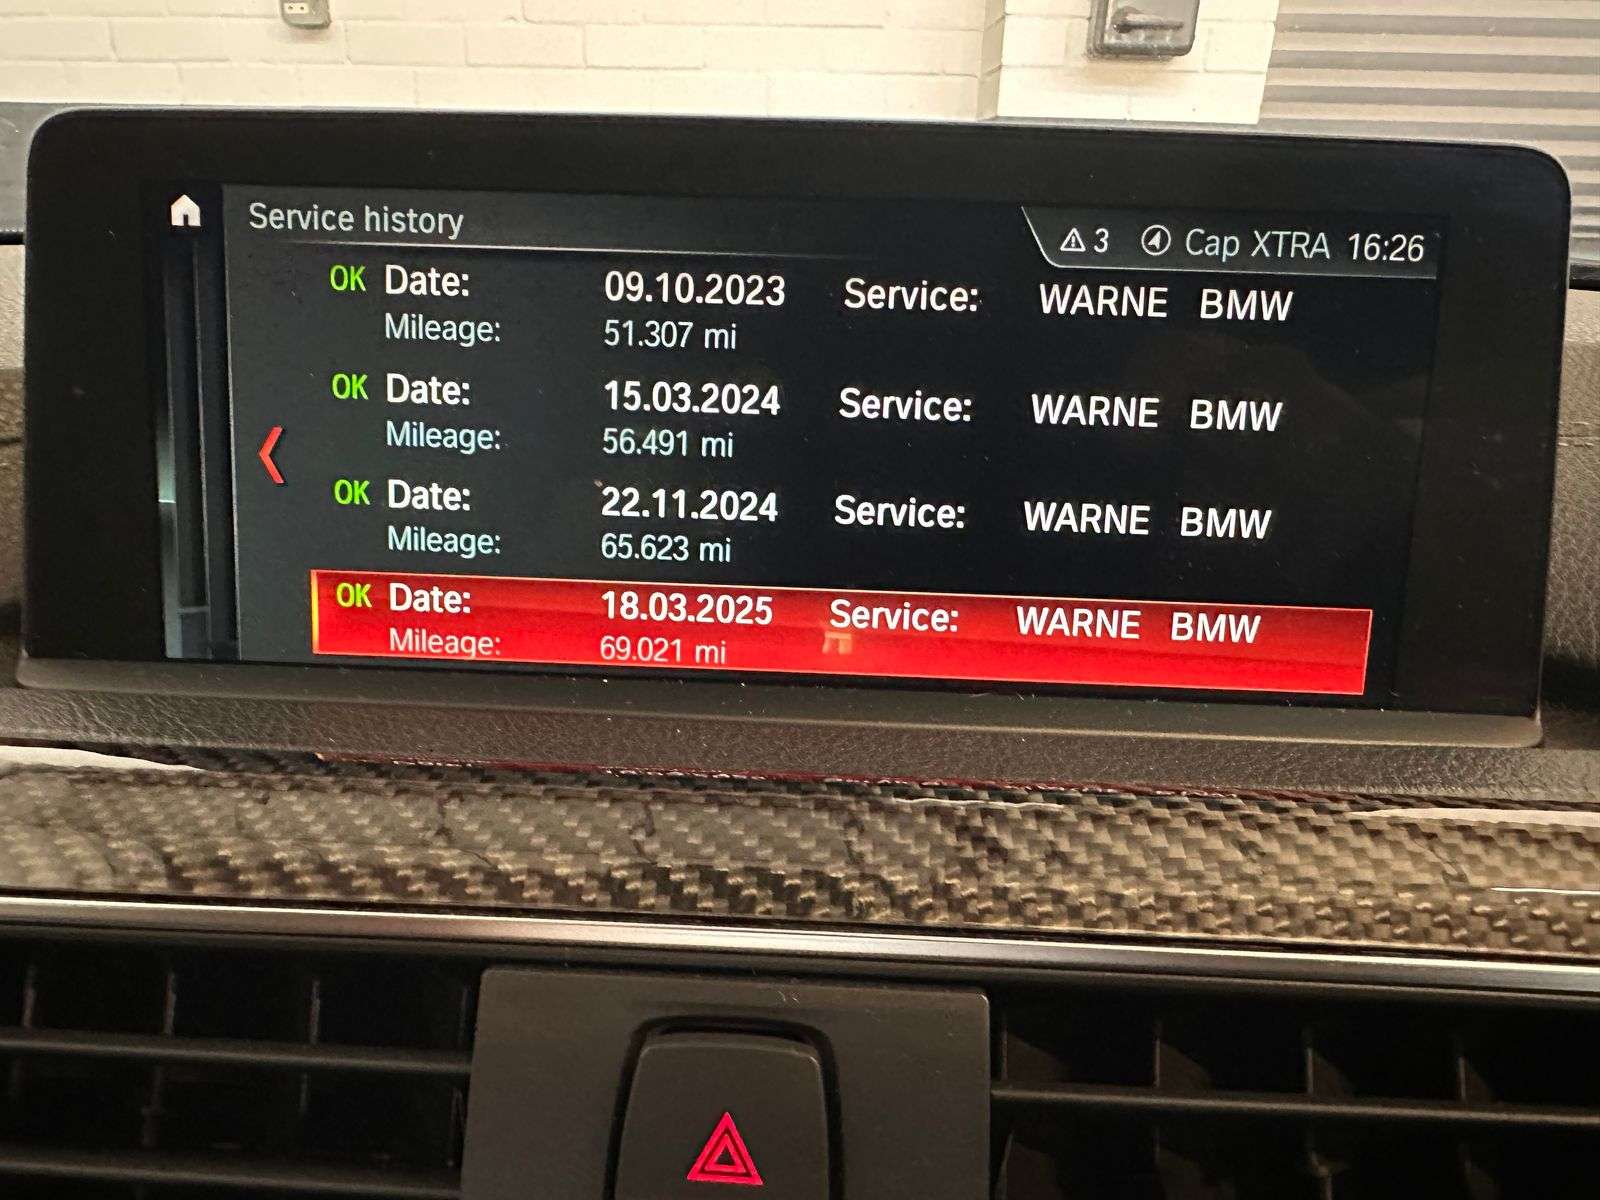 Service history
3 Cap XTRA 16:26
OK Date: 09.10.2023 Service: WARNE BMW
Mileage: 51.307 mi
OK Date: 15.03.2024 Service: WARNE BMW
Mileage: 56.491 mi
OK Date: 22.11.2024 Service: WARNE BMW
Mileage: 65.623 mi
OK Date: 18.03.2025 Service: WARNE BMW
Mileage: 69.021 mi